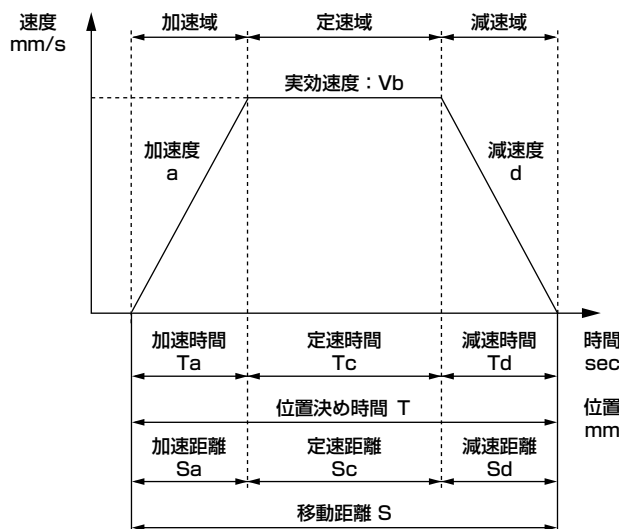 速度
mm/s
加速域
定速域
減速域
実効速度：Vb
加速度
a
減速度
d
加速時間
Ta
定速時間
Tc
減速時間
Td
時間
sec
位置決め時間 T
位置
mm
加速距離
Sa
定速距離
Sc
減速距離
Sd
移動距離 S